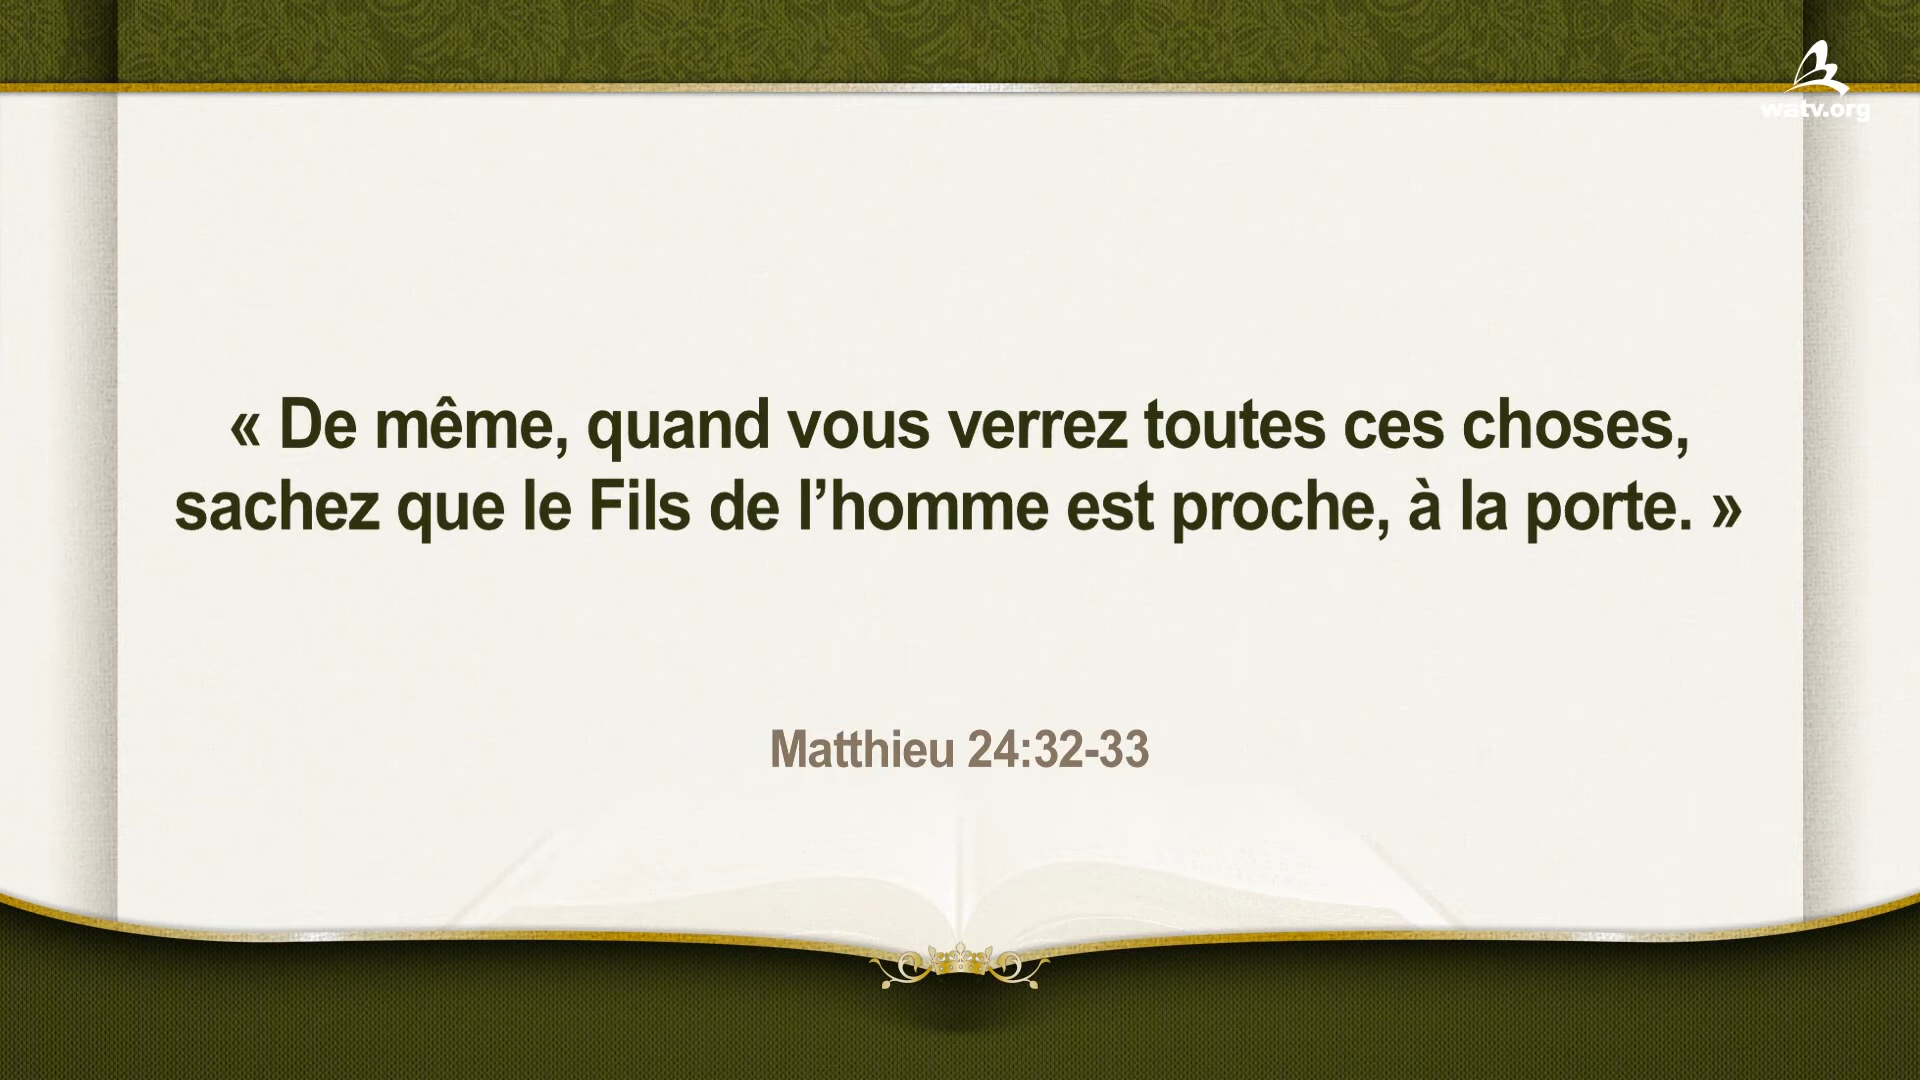 watv.org
« De même, quand vous verrez toutes ces choses,
sachez que le Fils de l’homme est proche, à la porte. »
Matthieu 24:32-33